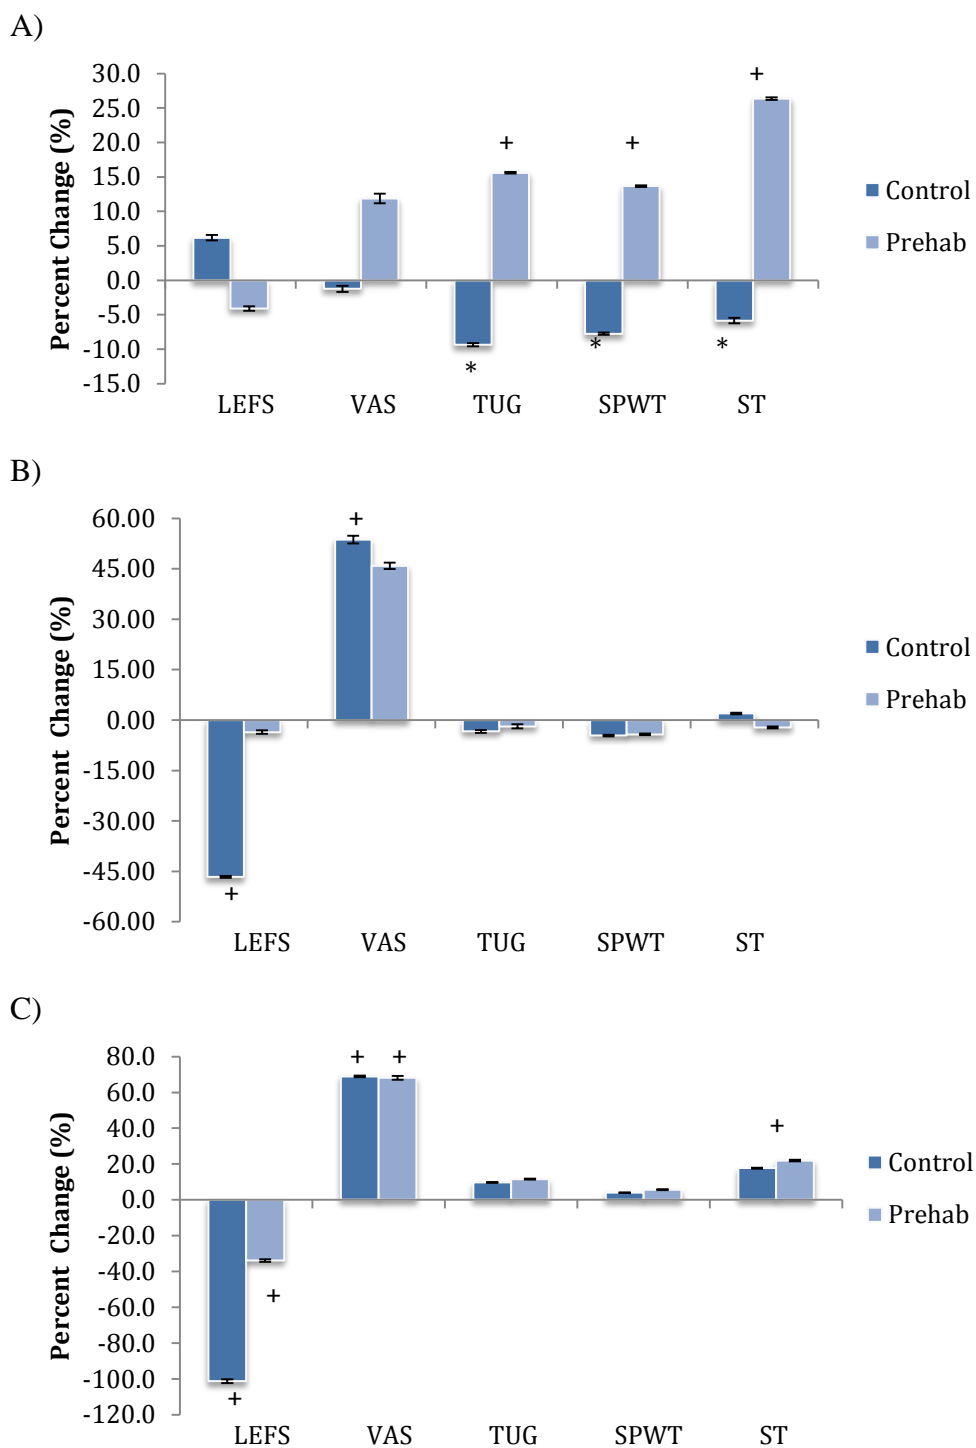 A)
Percent Change (%)
30.0
25.0
20.0
15.0
10.0
5.0
0.0
-5.0
-10.0
-15.0
+
+
+
*
*
*
LEFS VAS TUG SPWT ST
Control
Prehab
B)
Percent Change (%)
60.00
45.00
30.00
15.00
0.00
-15.00
-30.00
-45.00
-60.00
+
+
LEFS VAS TUG SPWT ST
Control
Prehab
C)
Percent Change (%)
80.0
60.0
40.0
20.0
0.0
-20.0
-40.0
-60.0
-80.0
-100.0
-120.0
+ +
+
+
+
LEFS VAS TUG SPWT ST
Control
Prehab